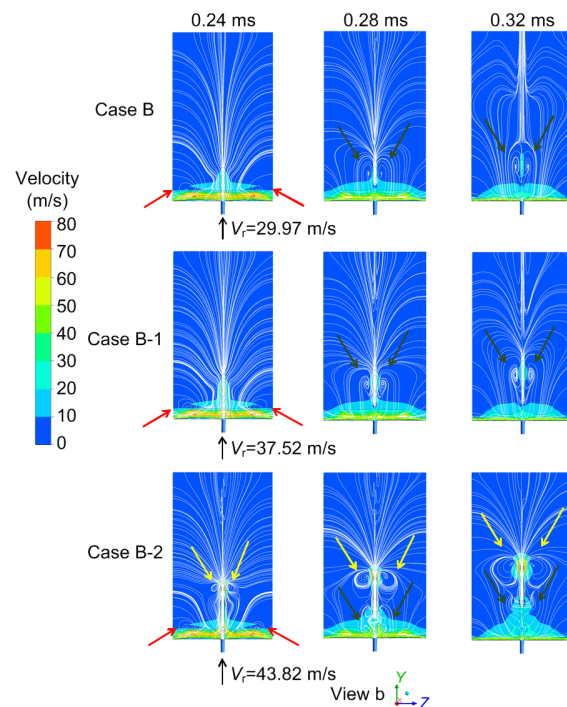 0.24 ms 0.28 ms 0.32 ms
Case B
Velocity
(m/s)
80
70
60
50
40
30
20
10
0
Vr=29.97 m/s
Case B-1
Vr=37.52 m/s
Case B-2
Vr=43.82 m/s
View b
Y
Z